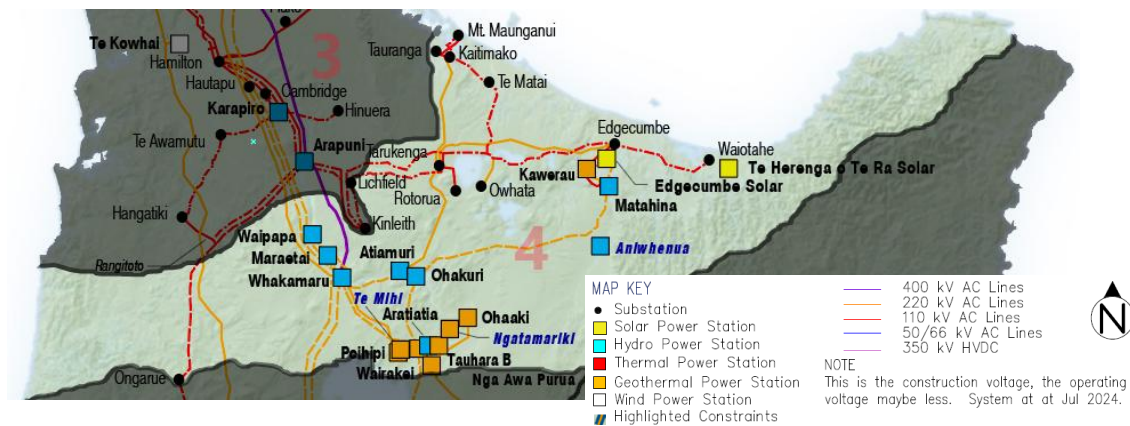 Mt. Maunganui
3
Te Kowhai
Tauranga
Kaitimako
Hamilton
Hautapu
Te Matai
Cambridge
Karapiro
Hinuera
Edgecumbe
Te Awamutu
Arapuni
Tarukenga
Waiotahe
Kawerau
Te Herenga o Te Ra Solar
Lichfield
Edgecumbe Solar
Rotorua
Owhata
Matahina
Hangatiki
Kinleith
Waipapa
4
Aniwhenua
Maraetai
Atiamuri
Rangitoto
Whakamaru
Ohakuri
Te Mihi
Aratiatia
Ohaaki
Ngatamariki
Poihipi
Tauhara B
Wairakei
Ongarue
Nga Awa Purua
MAP KEY
Substation
Solar Power Station
Hydro Power Station
Thermal Power Station
Geothermal Power Station
Wind Power Station
Highlighted Constraints
400 kV AC Lines
220 kV AC Lines
110 kV AC Lines
50/66 kV AC Lines
350 kV HVDC
NOTE
This is the construction voltage, the operating
voltage maybe less. System at at Jul 2024.
N